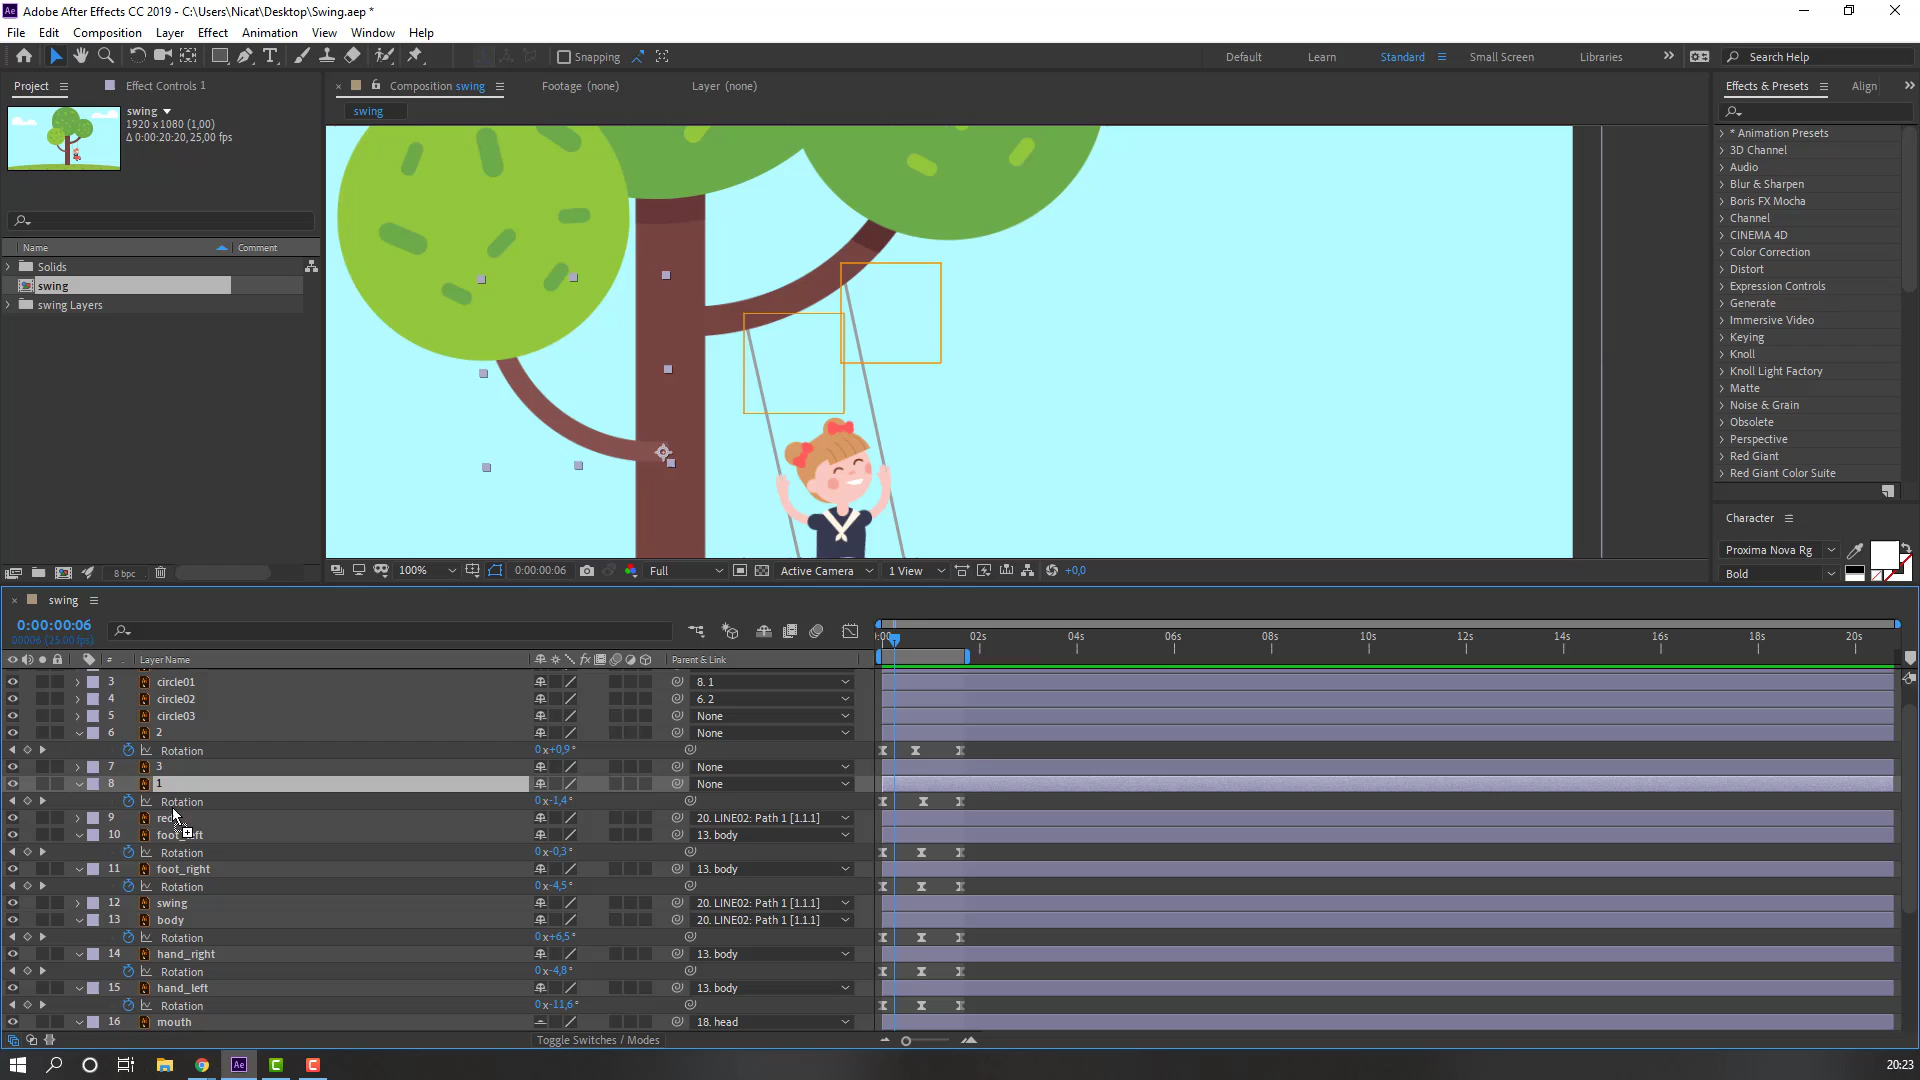 Adobe After Effects CC 2019 - C:\Users\Nicat\Desktop\Swing.aep *
File Edit Composition Layer Effect Animation View Window Help
Snapping Default Learn Standard Small Screen Libraries Search Help
Project Effect Controls 1 Composition swing Footage (none) Layer (none) Effects & Presets Align
swing
swing
1920 x 1080 (1,00)
Δ 0:00:20:20, 25,00 fps
Name Comment
Solids
swing
swing Layers
* Animation Presets
3D Channel
Audio
Blur & Sharpen
Boris FX Mocha
Channel
CINEMA 4D
Color Correction
Distort
Expression Controls
Generate
Immersive Video
Keying
Knoll
Knoll Light Factory
Matte
Noise & Grain
Obsolete
Perspective
Red Giant
Red Giant Color Suite
Character
Proxima Nova Rg
Bold
8 bpc 100% 0:00:00:06 Full Active Camera 1 View +0,0
swing
0:00:00:06
00006 (25.00 fps)
02s 04s 06s 08s 10s 12s 14s 16s 18s 20s
# Layer Name Parent & Link
3 circle01 8. 1
4 circle02 6. 2
5 circle03 None
6 2 None
Rotation 0x+0,9°
7 3 None
8 1 None
Rotation 0x-1,4°
9 20. LINE02: Path 1 [1.1.1]
10 foot_left 13. body
Rotation 0x-0,3°
11 foot_right 13. body
Rotation 0x-4,5°
12 swing 20. LINE02: Path 1 [1.1.1]
13 body 20. LINE02: Path 1 [1.1.1]
Rotation 0x+6,5°
14 hand_right 13. body
Rotation 0x-4,8°
15 hand_left 13. body
Rotation 0x-11,6°
16 mouth 18. head
Toggle Switches / Modes
20:23